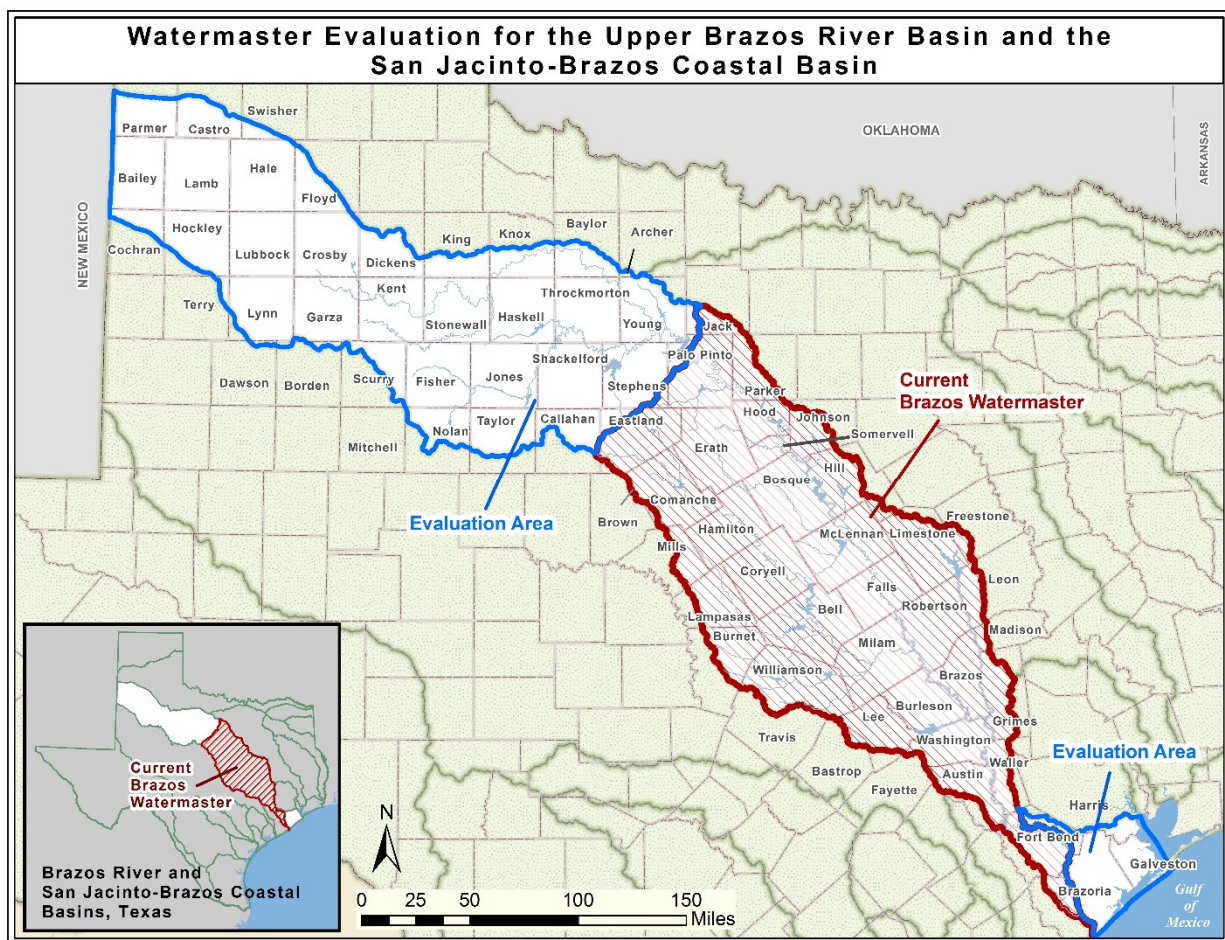 Watermaster Evaluation for the Upper Brazos River Basin and the
San Jacinto-Brazos Coastal Basin
Swisher
Parmer
Castro
OKLAHOMA
ARKANSAS
Hale
Bailey
Lamb
Floyd
NEW MEXICO
Hockley
Cochran
Lubbock
Crosby
Dickens
King
Knox
Baylor
Archer
Kent
Terry
Lynn
Garza
Stonewall
Haskell
Throckmorton
Young
Jack
Shackelford
Palo Pinto
Dawson
Borden
Scurry
Fisher
Jones
Stephens
Parker
Current
Brazos Watermaster
Hood
Johnson
Nolan
Taylor
Callahan
Eastland
Somervell
Mitchell
Erath
Hill
Bosque
Evaluation Area
Comanche
Brown
Hamilton
McLennan
Limestone
Freestone
Mills
Coryell
Falls
Leon
Bell
Robertson
Lampasas
Burnet
Madison
Milam
Williamson
Brazos
Burleson
Lee
Grimes
Travis
Washington
Waller
Evaluation Area
Bastrop
Austin
Fayette
Harris
Fort Bend
Galveston
Brazoria
Gulf
of
Mexico
Current
Brazos
Watermaster
Brazos River and
San Jacinto-Brazos Coastal
Basins, Texas
N
0 25 50 100 150
Miles